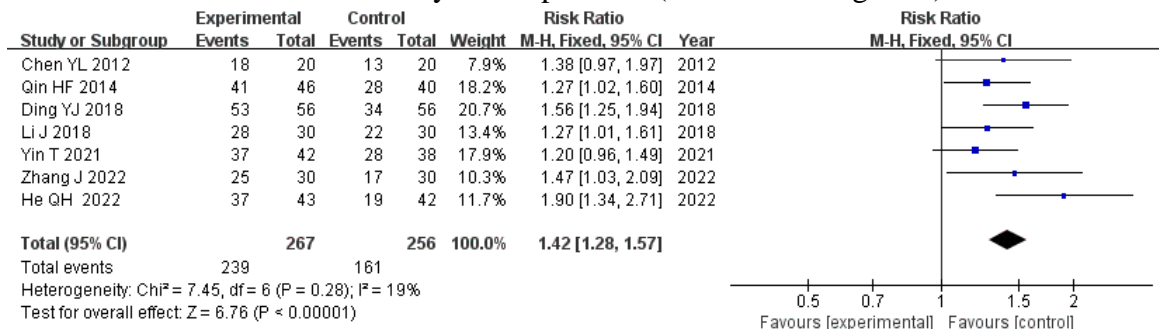 Experimental Control Risk Ratio Risk Ratio
Study or Subgroup Events Total Events Total Weight M-H, Fixed, 95% CI Year M-H, Fixed, 95% CI
Chen YL 2012 18 20 13 20 7.9% 1.38 [0.97, 1.97] 2012
Qin HF 2014 41 46 28 40 18.2% 1.27 [1.02, 1.60] 2014
Ding YJ 2018 53 56 34 56 20.7% 1.56 [1.25, 1.94] 2018
Li J 2018 28 30 22 30 13.4% 1.27 [1.01, 1.61] 2018
Yin T 2021 37 42 28 38 17.9% 1.20 [0.96, 1.49] 2021
Zhang J 2022 25 30 17 30 10.3% 1.47 [1.03, 2.09] 2022
He QH 2022 37 43 19 42 11.7% 1.90 [1.34, 2.71] 2022
Total (95% CI) 267 256 100.0% 1.42 [1.28, 1.57]
Total events 239 161
Heterogeneity: Chi² = 7.45, df = 6 (P = 0.28); I² = 19%
Test for overall effect: Z = 6.76 (P < 0.00001)
0.5 0.7 1 1.5 2
Favours [experimental] Favours [control]